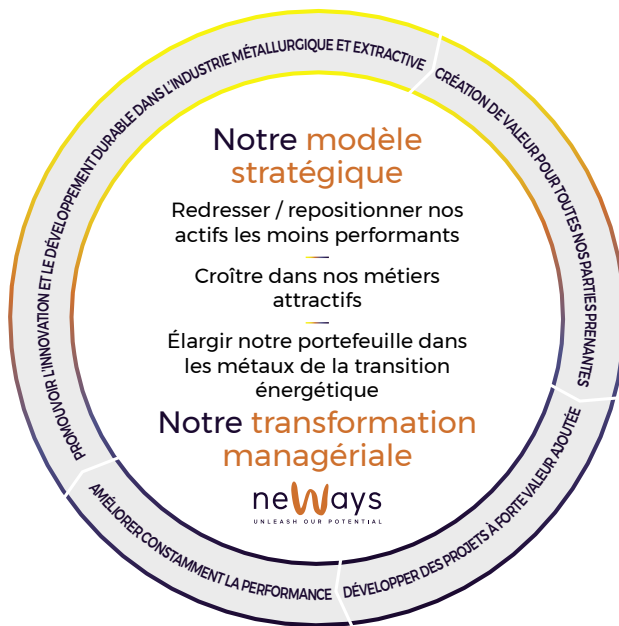 PROMOUVOIR L'INNOVATION ET LE DÉVELOPPEMENT DURABLE DANS L'INDUSTRIE MÉTALLURGIQUE ET EXTRACTIVE
CRÉATION DE VALEUR POUR TOUTES NOS PARTIES PRENANTES
DÉVELOPPER DES PROJETS À FORTE VALEUR AJOUTÉE
AMÉLIORER CONSTAMMENT LA PERFORMANCE
Notre modèle
stratégique
Redresser / repositionner nos
actifs les moins performants
Croître dans nos métiers
attractifs
Élargir notre portefeuille dans
les métaux de la transition
énergétique
Notre transformation
managériale
neWays
UNLEASH OUR POTENTIAL